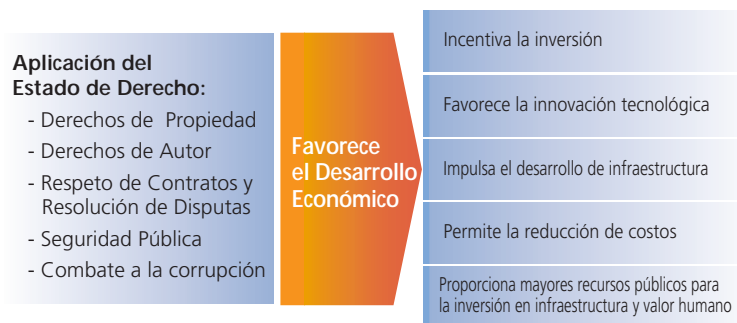 Aplicación del
Estado de Derecho:
- Derechos de Propiedad
- Derechos de Autor
- Respeto de Contratos y
Resolución de Disputas
- Seguridad Pública
- Combate a la corrupción
Favorece
el Desarrollo
Económico
Incentiva la inversión
Favorece la innovación tecnológica
Impulsa el desarrollo de infraestructura
Permite la reducción de costos
Proporciona mayores recursos públicos para
la inversión en infraestructura y valor humano